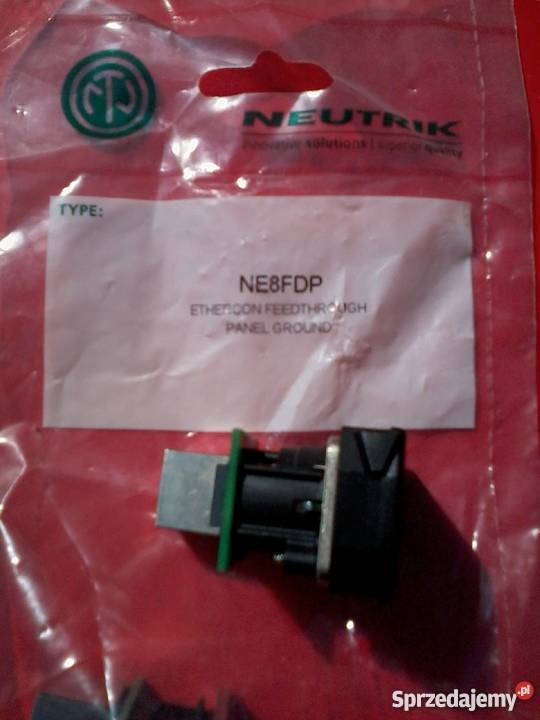 NEUTRIK
innovative solutions | superior quality
TYPE:
NE8FDP
ETHERCON FEEDTHROUGH
PANEL GROUND
Sprzedajemy.pl